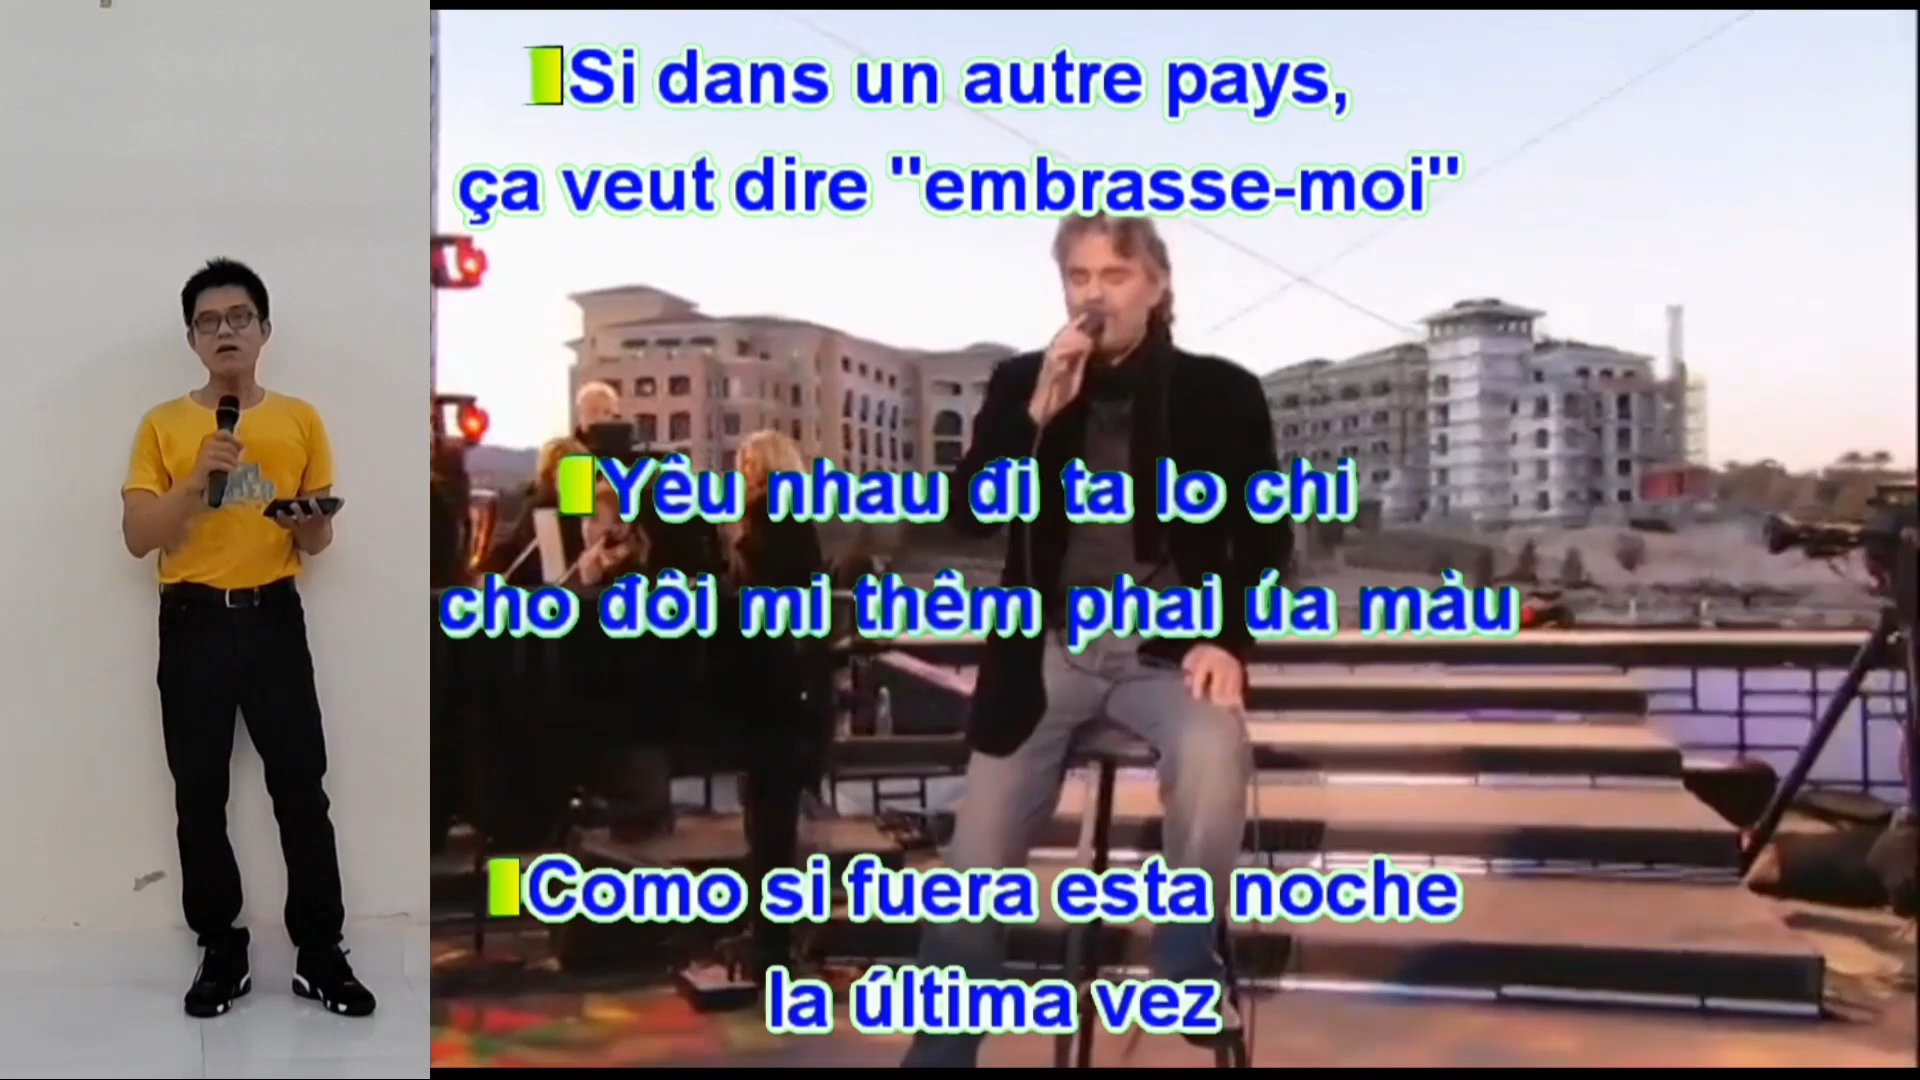 Si dans un autre pays,
ça veut dire "embrasse-moi"
Yêu nhau đi ta lo chi
cho đôi mi thêm phai úa màu
Como si fuera esta noche
la última vez